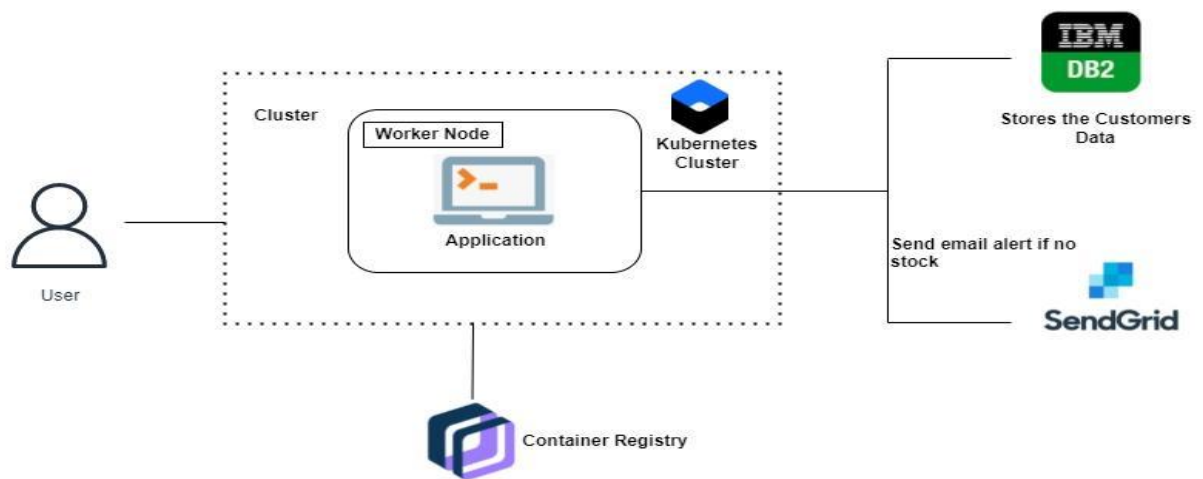 IBM
DB2
Stores the Customers
Data
Cluster
Worker Node
Kubernetes
Cluster
Application
User
Send email alert if no
stock
SendGrid
Container Registry